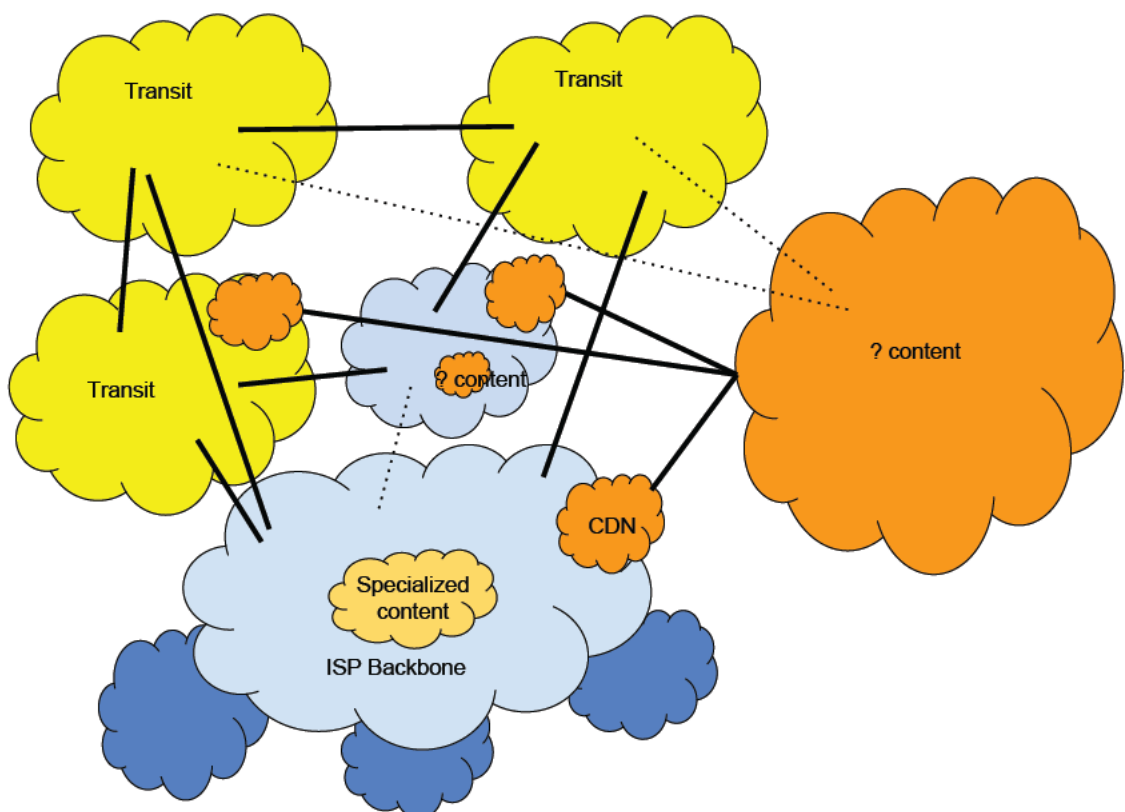 Transit
Transit
? content
Transit
? content
CDN
Specialized
content
ISP Backbone